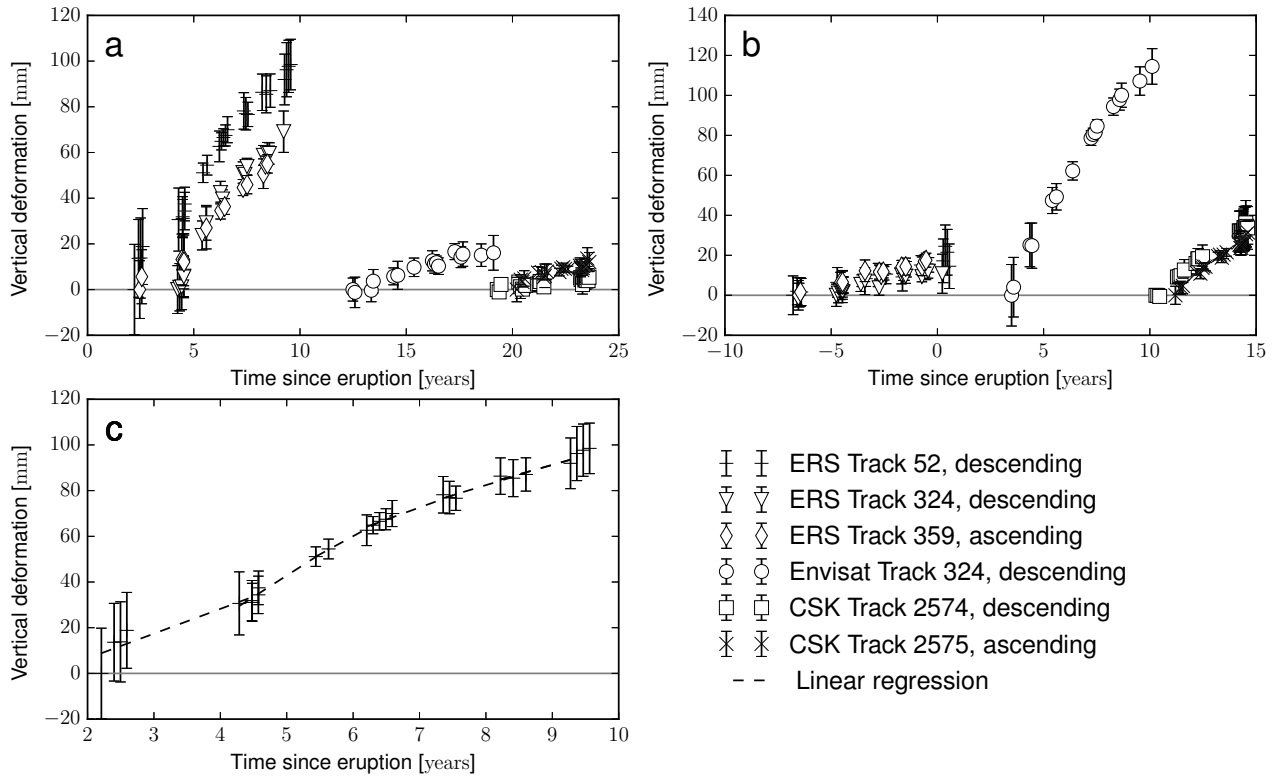 a
Vertical deformation [mm]
120
100
80
60
40
20
0
−20
0 5 10 15 20 25
Time since eruption [years]
b
Vertical deformation [mm]
140
120
100
80
60
40
20
0
−20
−10 −5 0 5 10 15
Time since eruption [years]
c
Vertical deformation [mm]
120
100
80
60
40
20
0
−20
2 3 4 5 6 7 8 9 10
Time since eruption [years]
ERS Track 52, descending
ERS Track 324, descending
ERS Track 359, ascending
Envisat Track 324, descending
CSK Track 2574, descending
CSK Track 2575, ascending
Linear regression